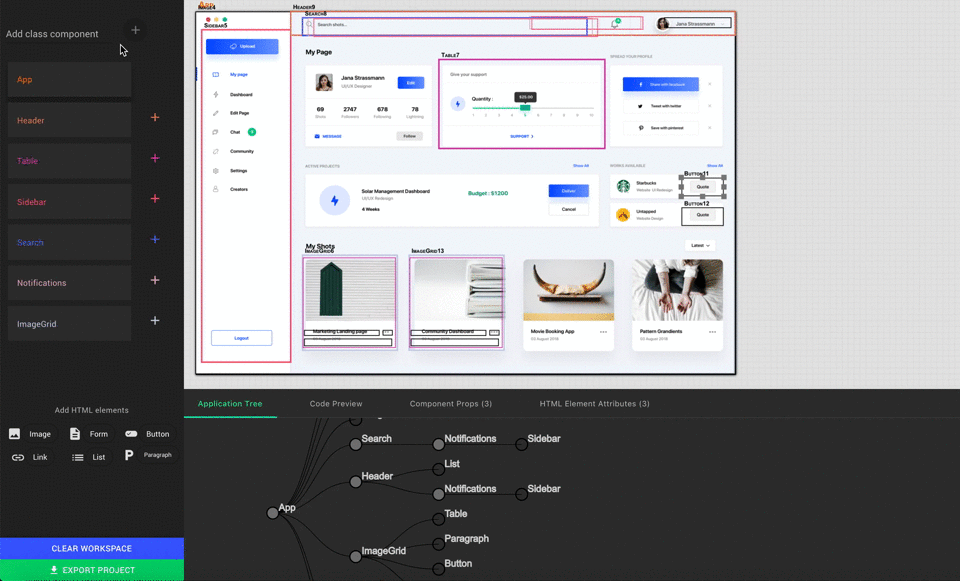 Add class component
App
Header
Table
Sidebar
Search
Notifications
ImageGrid
Add HTML elements
Image
Form
Button
Link
List
Paragraph
CLEAR WORKSPACE
EXPORT PROJECT
Header9
Search8
Search shots...
Jana Strassmann
Sidebar5
Upload
My page
Dashboard
Edit Page
Chat
Community
Settings
Creators
Logout
My Page
Jana Strassmann
UI/UX Designer
Edit
69 2747 678 78
Shots Followers Following Lightning
MESSAGE
Follow
Table7
Give your support
Quantity :
$25.00
1 2 3 4 5 6 7 8 9 10
SUPPORT
SPREAD YOUR PROFILE
Share with facebook
Tweet with twitter
Save with pinterest
ACTIVE PROJECTS
Show All
Solar Management Dashboard
UI/UX Redesign
4 Weeks
Budget : $1200
Deliver
Cancel
WORKS AVAILABLE
Show All
Button11
Starbucks
Website UI Redesign
Quote
Button12
Untapped
Website Design
Quote
My Shots
ImageGrid6
ImageGrid13
Latest
Marketing Landing page
Community Dashboard
Movie Booking App
03 August 2018
Pattern Grandients
03 August 2018
Application Tree
Code Preview
Component Props (3)
HTML Element Attributes (3)
Search
Notifications
Sidebar
Header
List
Notifications
Sidebar
App
ImageGrid
Table
Paragraph
Button